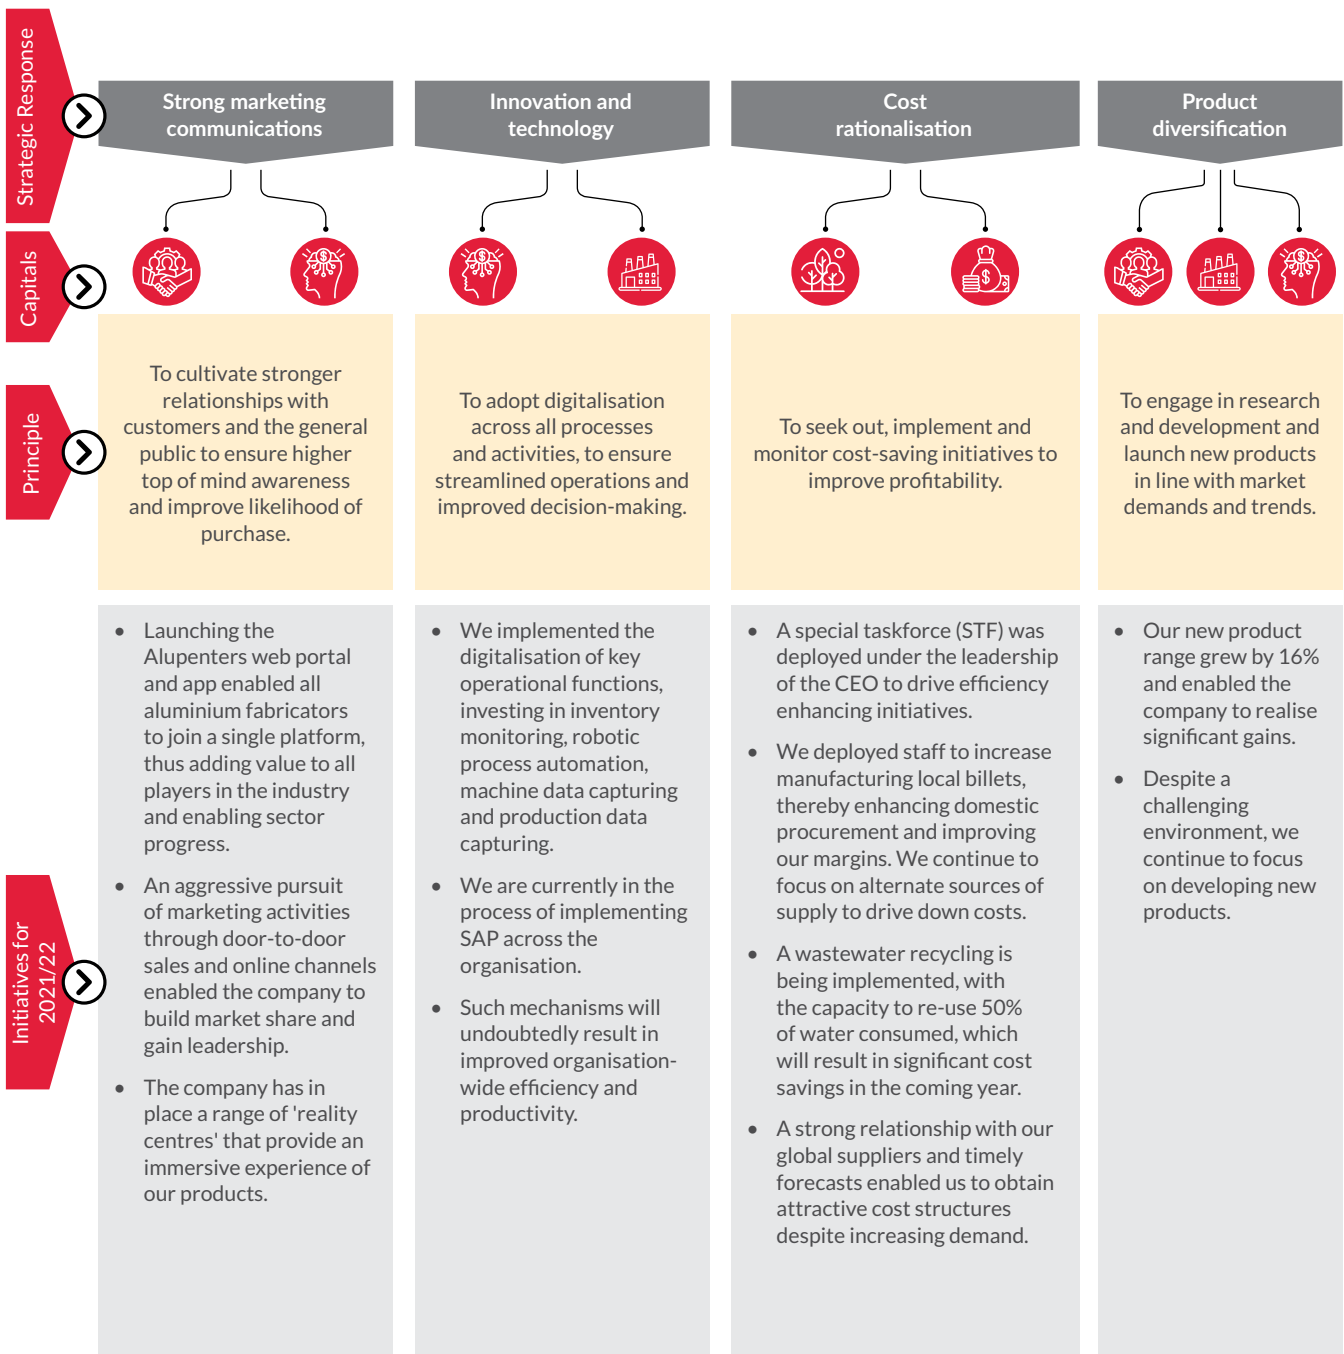 Strategic Response
Strong marketing
communications
Innovation and
technology
Cost
rationalisation
Product
diversification
Capitals
$
$
$
$
Principle
To cultivate stronger
relationships with
customers and the general
public to ensure higher
top of mind awareness
and improve likelihood of
purchase.
To adopt digitalisation
across all processes
and activities, to ensure
streamlined operations and
improved decision-making.
To seek out, implement and
monitor cost-saving initiatives to
improve profitability.
To engage in research
and development and
launch new products
in line with market
demands and trends.
Initiatives for
2021/22
• Launching the
Alupenters web portal
and app enabled all
aluminium fabricators
to join a single platform,
thus adding value to all
players in the industry
and enabling sector
progress.
• An aggressive pursuit
of marketing activities
through door-to-door
sales and online channels
enabled the company to
build market share and
gain leadership.
• The company has in
place a range of 'reality
centres' that provide an
immersive experience of
our products.
• We implemented the
digitalisation of key
operational functions,
investing in inventory
monitoring, robotic
process automation,
machine data capturing
and production data
capturing.
• We are currently in the
process of implementing
SAP across the
organisation.
• Such mechanisms will
undoubtedly result in
improved organisation-
wide efficiency and
productivity.
• A special taskforce (STF) was
deployed under the leadership
of the CEO to drive efficiency
enhancing initiatives.
• We deployed staff to increase
manufacturing local billets,
thereby enhancing domestic
procurement and improving
our margins. We continue to
focus on alternate sources of
supply to drive down costs.
• A wastewater recycling is
being implemented, with
the capacity to re-use 50%
of water consumed, which
will result in significant cost
savings in the coming year.
• A strong relationship with our
global suppliers and timely
forecasts enabled us to obtain
attractive cost structures
despite increasing demand.
• Our new product
range grew by 16%
and enabled the
company to realise
significant gains.
• Despite a
challenging
environment, we
continue to focus
on developing new
products.